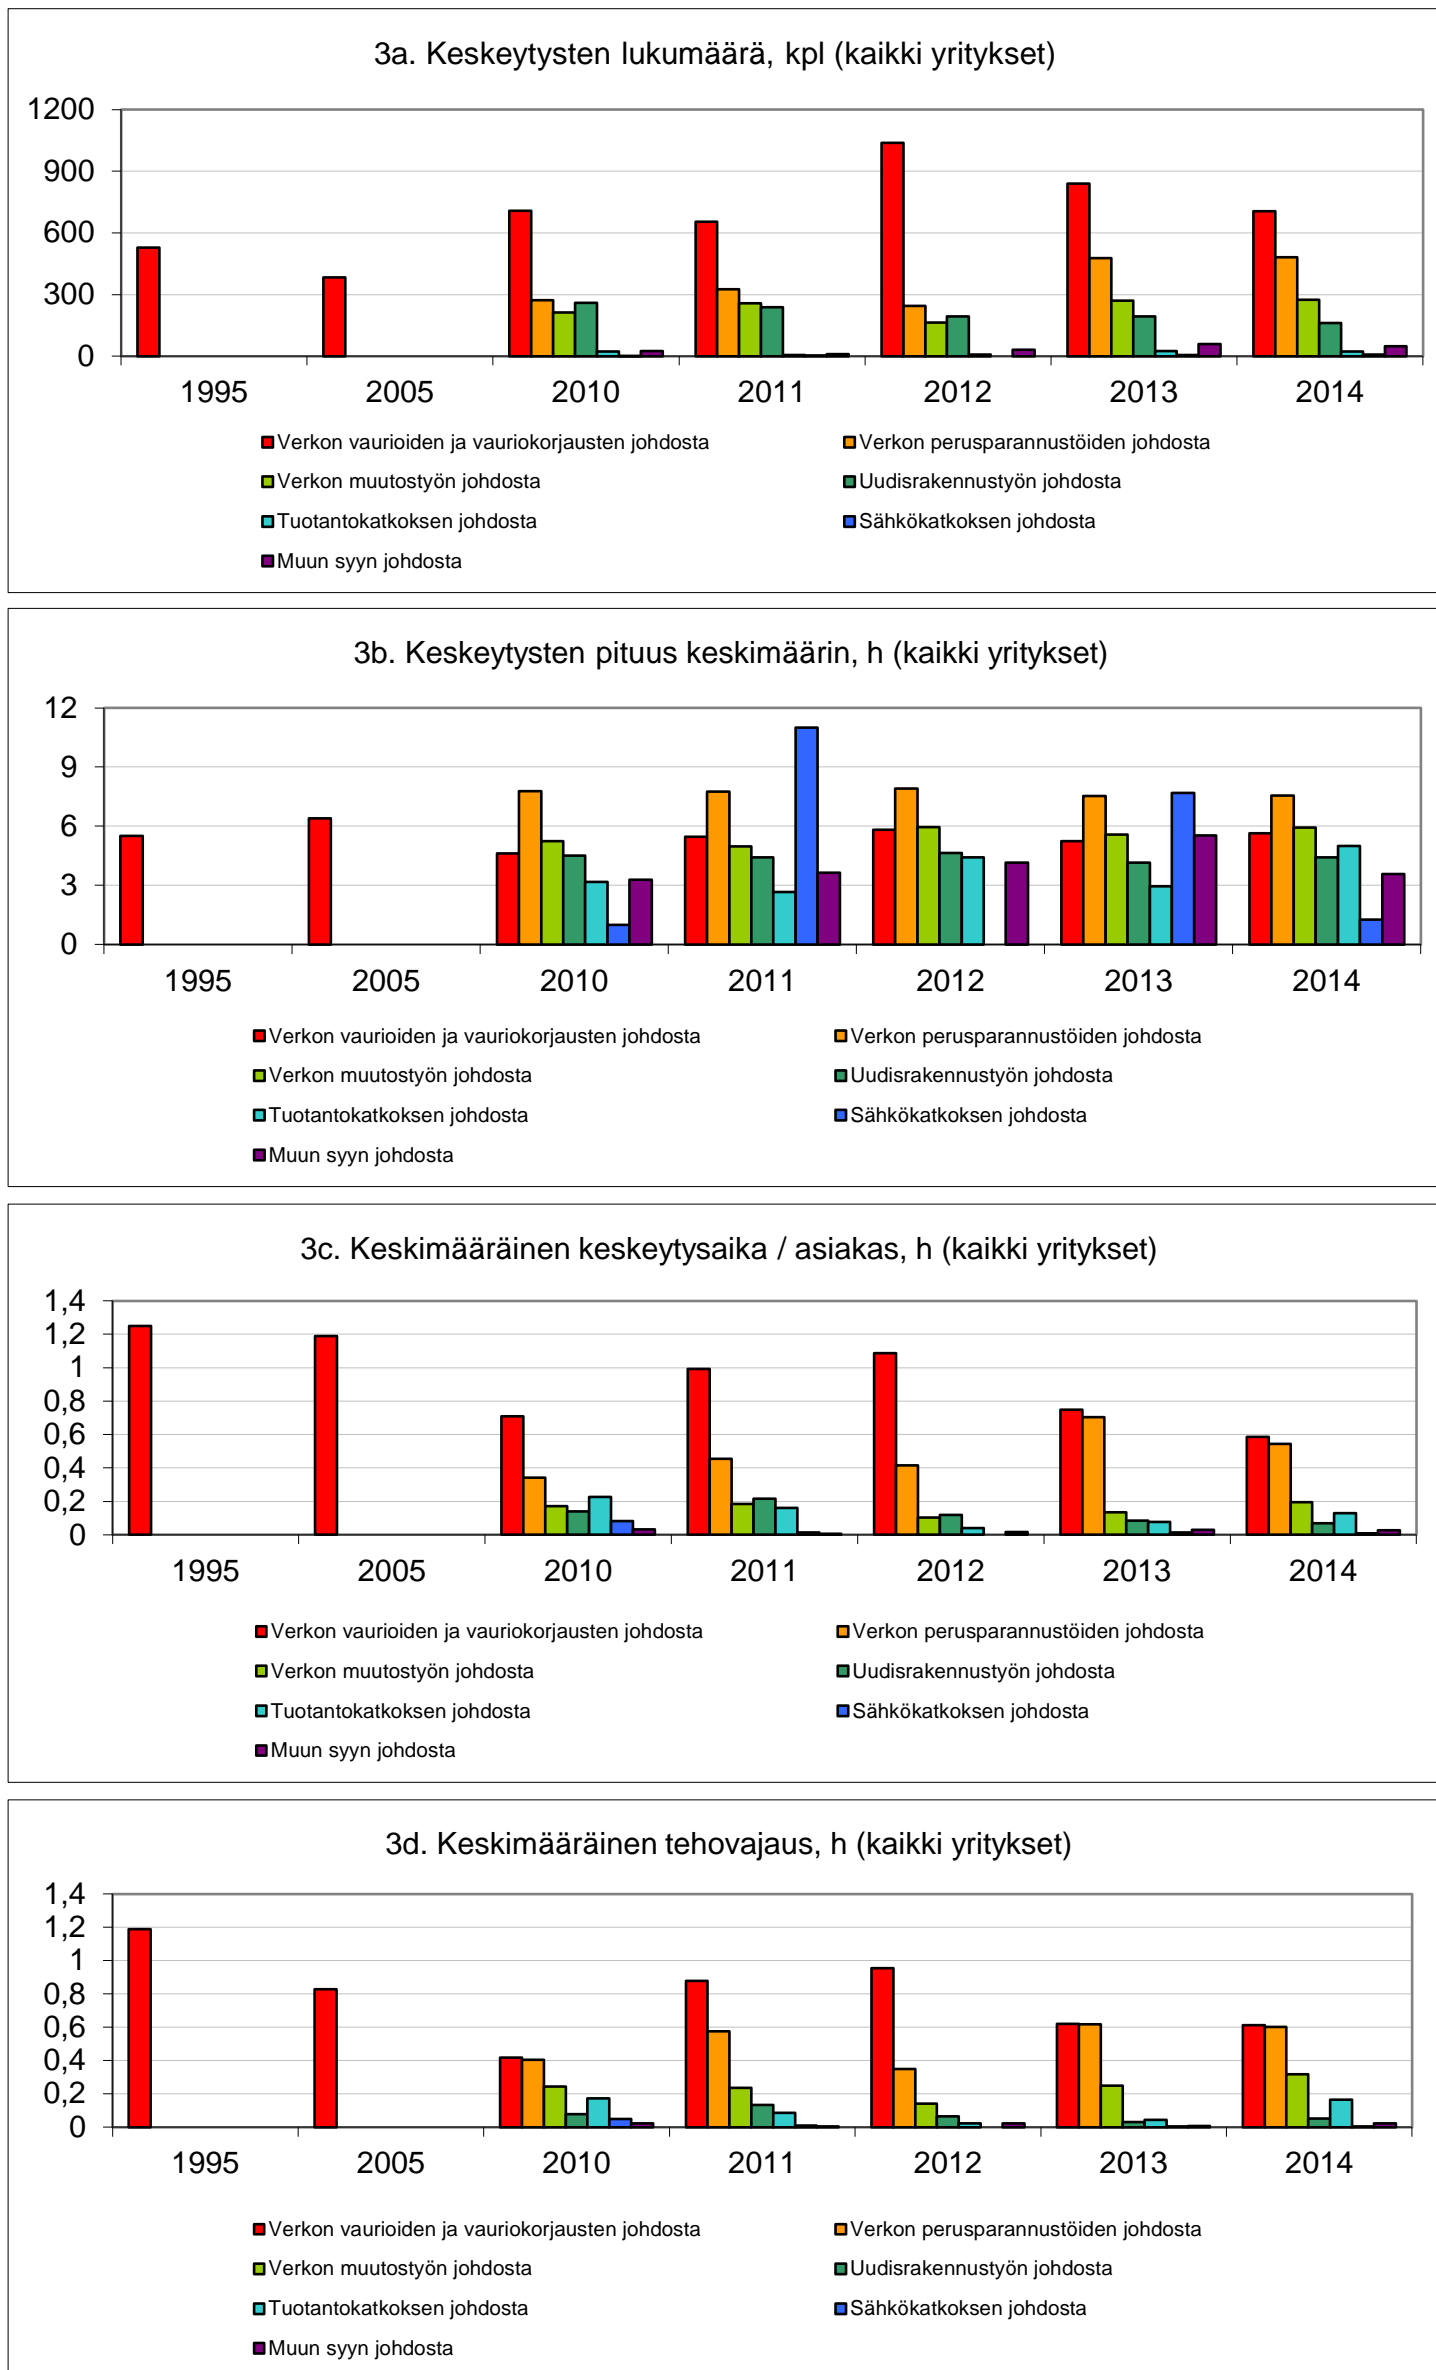 3a. Keskeytysten lukumäärä, kpl (kaikki yritykset)
1200
900
600
300
0
1995 2005 2010 2011 2012 2013 2014
Verkon vaurioiden ja vauriokorjausten johdosta Verkon perusparannustöiden johdosta
Verkon muutostyön johdosta Uudisrakennustyön johdosta
Tuotantokatkoksen johdosta Sähkökatkoksen johdosta
Muun syyn johdosta
3b. Keskeytysten pituus keskimäärin, h (kaikki yritykset)
12
9
6
3
0
1995 2005 2010 2011 2012 2013 2014
Verkon vaurioiden ja vauriokorjausten johdosta Verkon perusparannustöiden johdosta
Verkon muutostyön johdosta Uudisrakennustyön johdosta
Tuotantokatkoksen johdosta Sähkökatkoksen johdosta
Muun syyn johdosta
3c. Keskimääräinen keskeytysaika / asiakas, h (kaikki yritykset)
1,4
1,2
1
0,8
0,6
0,4
0,2
0
1995 2005 2010 2011 2012 2013 2014
Verkon vaurioiden ja vauriokorjausten johdosta Verkon perusparannustöiden johdosta
Verkon muutostyön johdosta Uudisrakennustyön johdosta
Tuotantokatkoksen johdosta Sähkökatkoksen johdosta
Muun syyn johdosta
3d. Keskimääräinen tehovajaus, h (kaikki yritykset)
1,4
1,2
1
0,8
0,6
0,4
0,2
0
1995 2005 2010 2011 2012 2013 2014
Verkon vaurioiden ja vauriokorjausten johdosta Verkon perusparannustöiden johdosta
Verkon muutostyön johdosta Uudisrakennustyön johdosta
Tuotantokatkoksen johdosta Sähkökatkoksen johdosta
Muun syyn johdosta